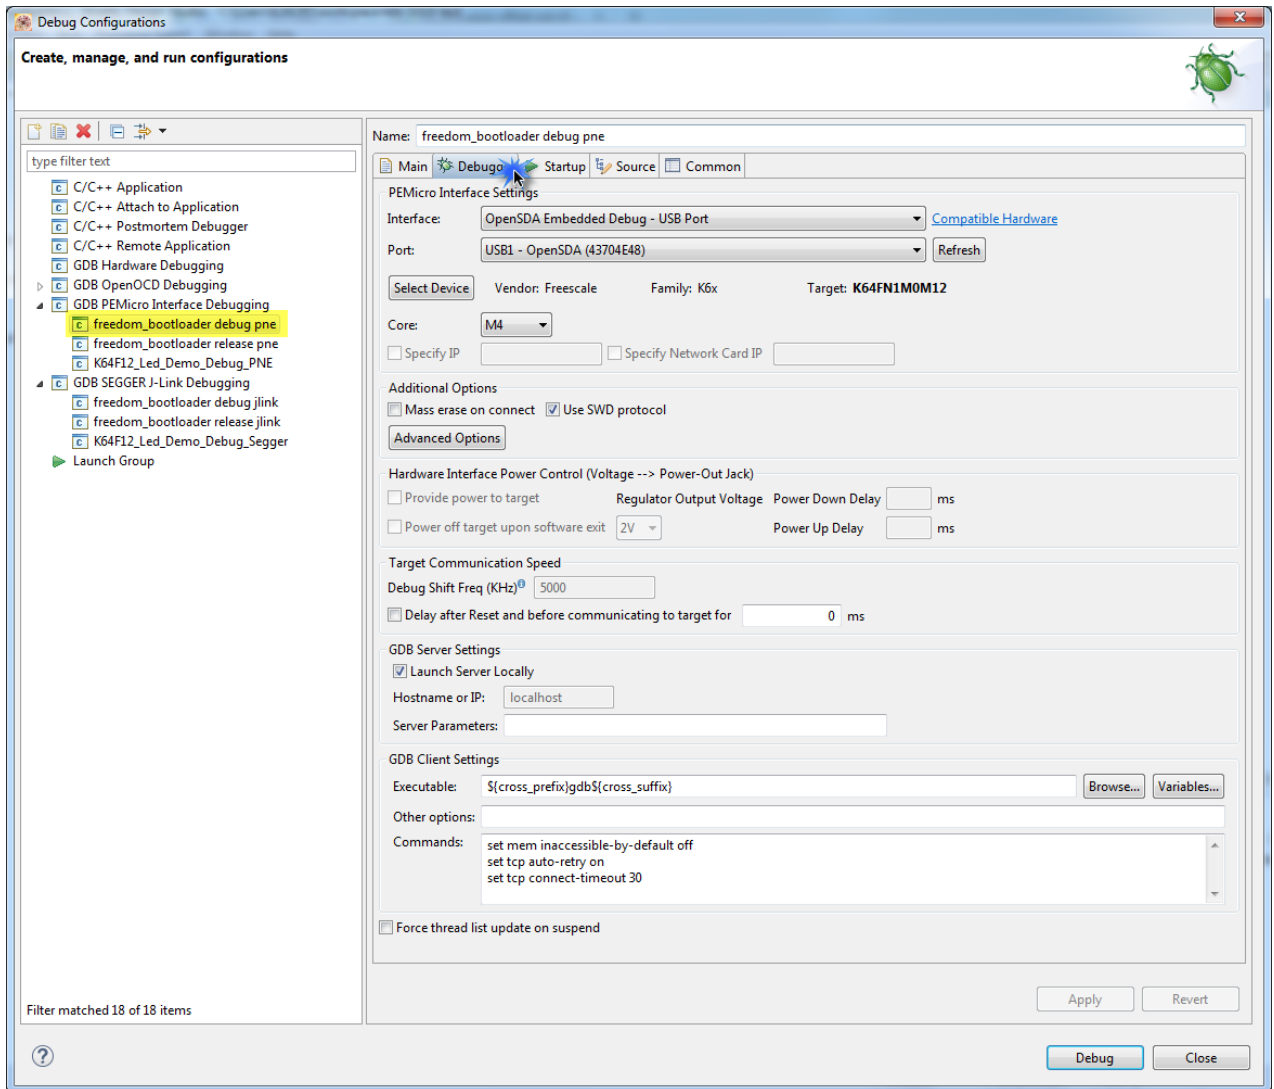 Debug Configurations
Create, manage, and run configurations
type filter text
C/C++ Application
C/C++ Attach to Application
C/C++ Postmortem Debugger
C/C++ Remote Application
GDB Hardware Debugging
GDB OpenOCD Debugging
GDB PEMicro Interface Debugging
freedom_bootloader debug pne
freedom_bootloader release pne
K64F12_Led_Demo_Debug_PNE
GDB SEGGER J-Link Debugging
freedom_bootloader debug jlink
freedom_bootloader release jlink
K64F12_Led_Demo_Debug_Segger
Launch Group
Filter matched 18 of 18 items
Name: freedom_bootloader debug pne
Main Debugg Startup Source Common
PEMicro Interface Settings
Interface: OpenSDA Embedded Debug - USB Port Compatible Hardware
Port: USB1 - OpenSDA (43704E48) Refresh
Select Device Vendor: Freescale Family: K6x Target: K64FN1M0M12
Core: M4
Specify IP Specify Network Card IP
Additional Options
Mass erase on connect Use SWD protocol
Advanced Options
Hardware Interface Power Control (Voltage --> Power-Out Jack)
Provide power to target Regulator Output Voltage Power Down Delay ms
Power off target upon software exit 2V Power Up Delay ms
Target Communication Speed
Debug Shift Freq (KHz) 5000
Delay after Reset and before communicating to target for 0 ms
GDB Server Settings
Launch Server Locally
Hostname or IP: localhost
Server Parameters:
GDB Client Settings
Executable: ${cross_prefix}gdb${cross_suffix} Browse... Variables...
Other options:
Commands: set mem inaccessible-by-default off
set tcp auto-retry on
set tcp connect-timeout 30
Force thread list update on suspend
Apply Revert
Debug Close